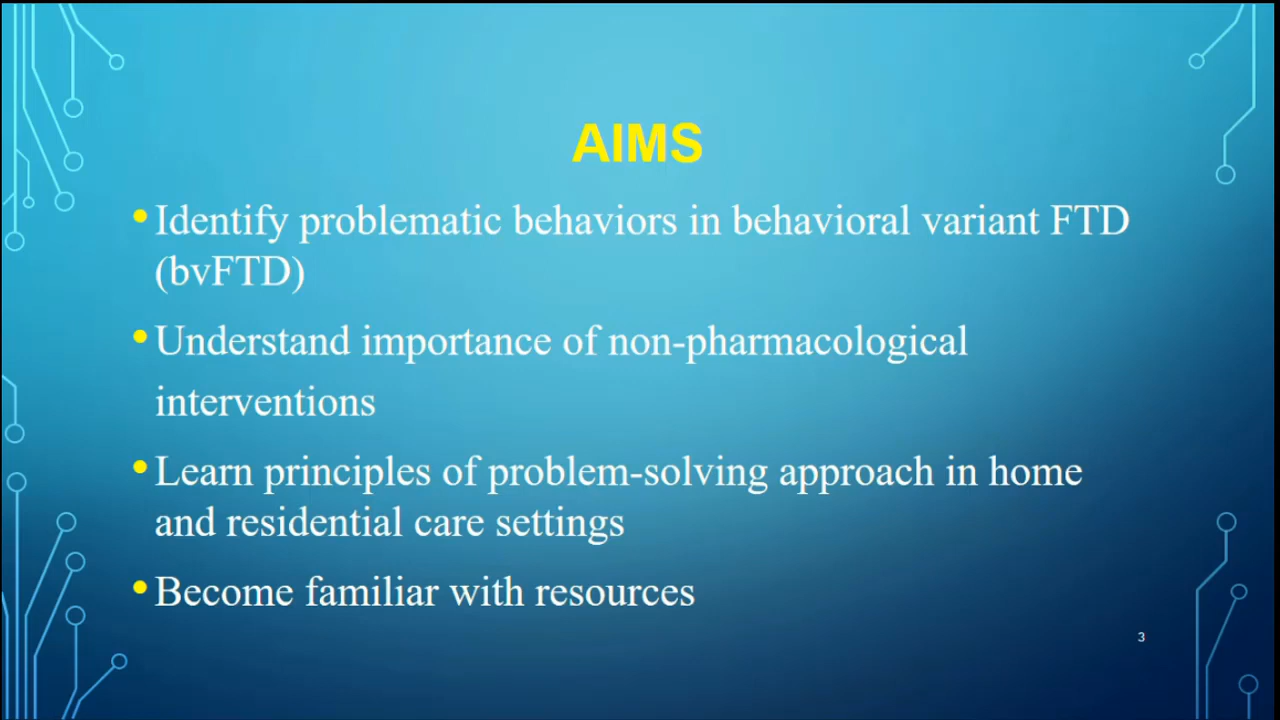 AIMS
• Identify problematic behaviors in behavioral variant FTD
(bvFTD)
• Understand importance of non-pharmacological
interventions
• Learn principles of problem-solving approach in home
and residential care settings
• Become familiar with resources
3